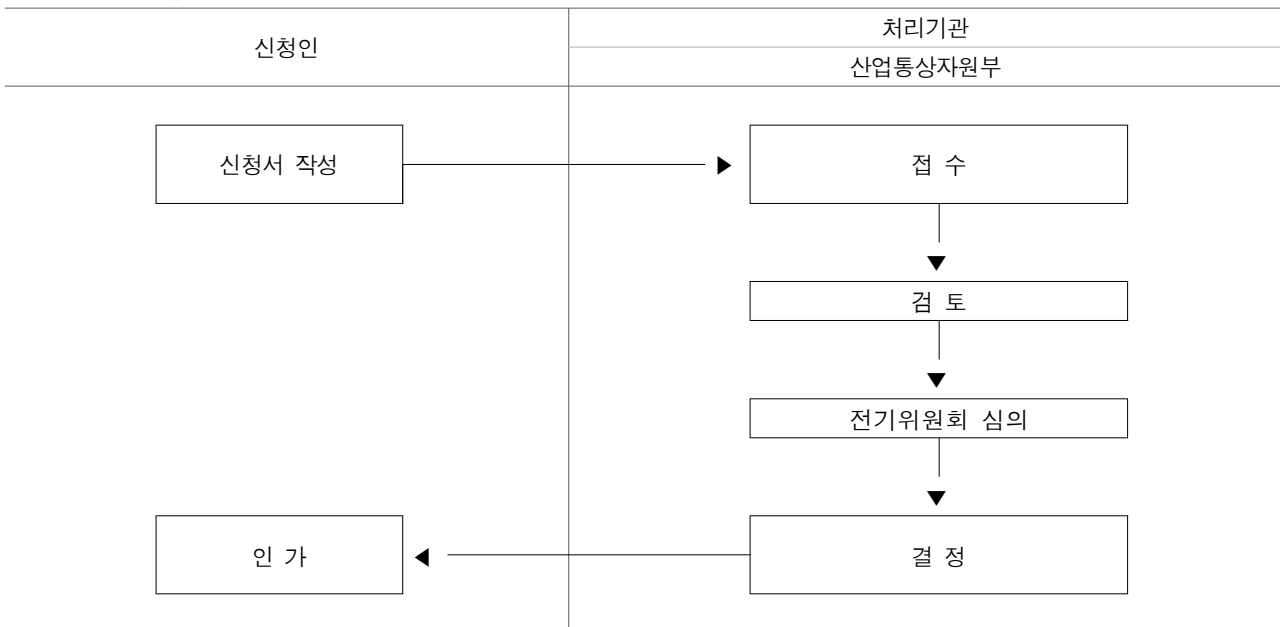 신청인
처리기관
산업통상자원부
신청서 작성
접 수
검 토
전기위원회 심의
인 가
결 정